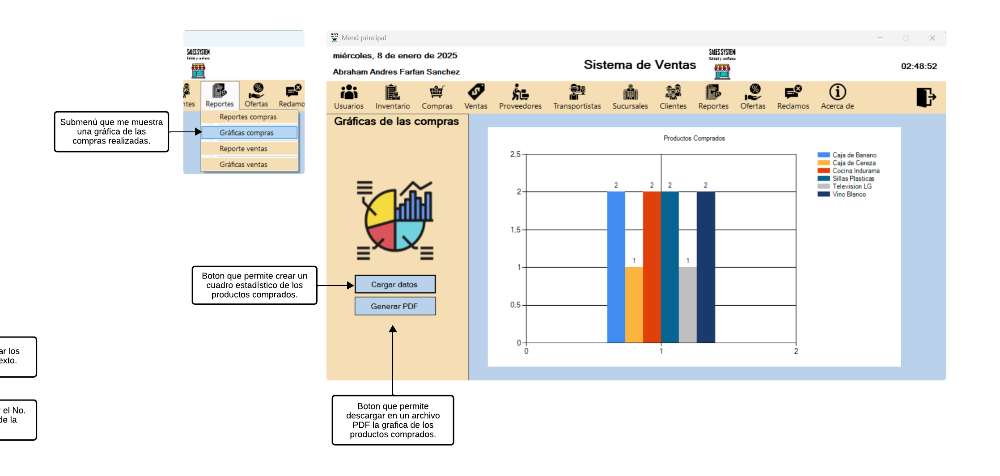 SALES SYSTEM
Calidad y confianza
ntes
Reportes
Ofertas
Reclamo
Reportes compras
Gráficas compras
Reporte ventas
Gráficas ventas
Submenú que me muestra
una gráfica de las
compras realizadas.
Menú principal
miércoles, 8 de enero de 2025
Abraham Andres Farfan Sanchez
Sistema de Ventas
SALES SYSTEM
Calidad y confianza
02:48:52
Usuarios
Inventario
Compras
Ventas
Proveedores
Transportistas
Sucursales
Clientes
Reportes
Ofertas
Reclamos
Acerca de
Gráficas de las compras
Productos Comprados
2,5
2
1,5
1
0,5
0
0
1
2
2
1
2
2
1
2
Caja de Banano
Caja de Cereza
Cocina Indurama
Sillas Plasticas
Television LG
Vino Blanco
Boton que permite crear un
cuadro estadístico de los
productos comprados.
Cargar datos
Generar PDF
ar los
exto.
el No.
de la
Boton que permite
descargar en un archivo
PDF la grafica de los
productos comprados.